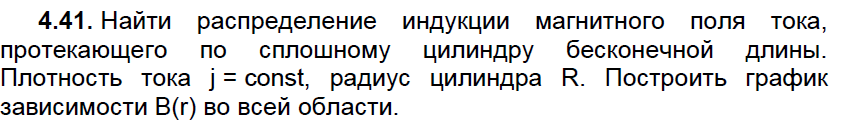 4.41. Найти распределение индукции магнитного поля тока,
протекающего по сплошному цилиндру бесконечной длины.
Плотность тока j = const, радиус цилиндра R. Построить график
зависимости B(r) во всей области.